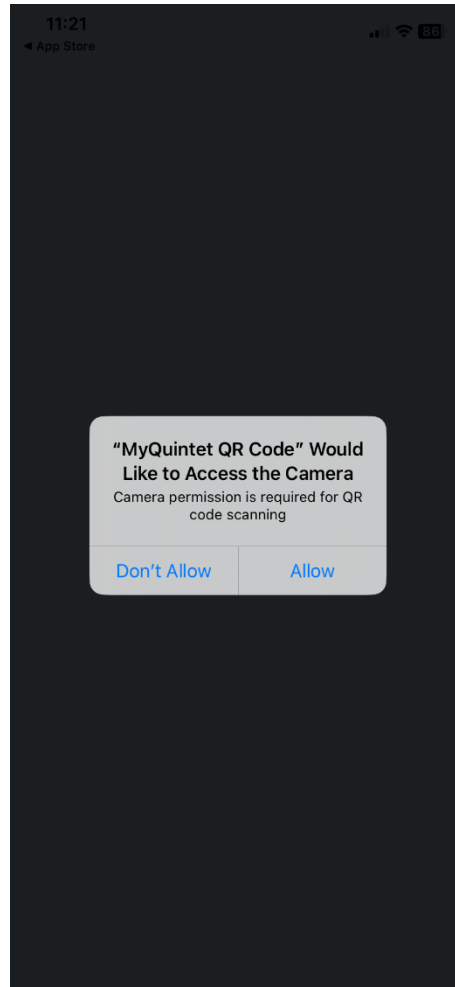 11:21
◀ App Store
86
“MyQuintet QR Code” Would
Like to Access the Camera
Camera permission is required for QR
code scanning
Don’t Allow
Allow